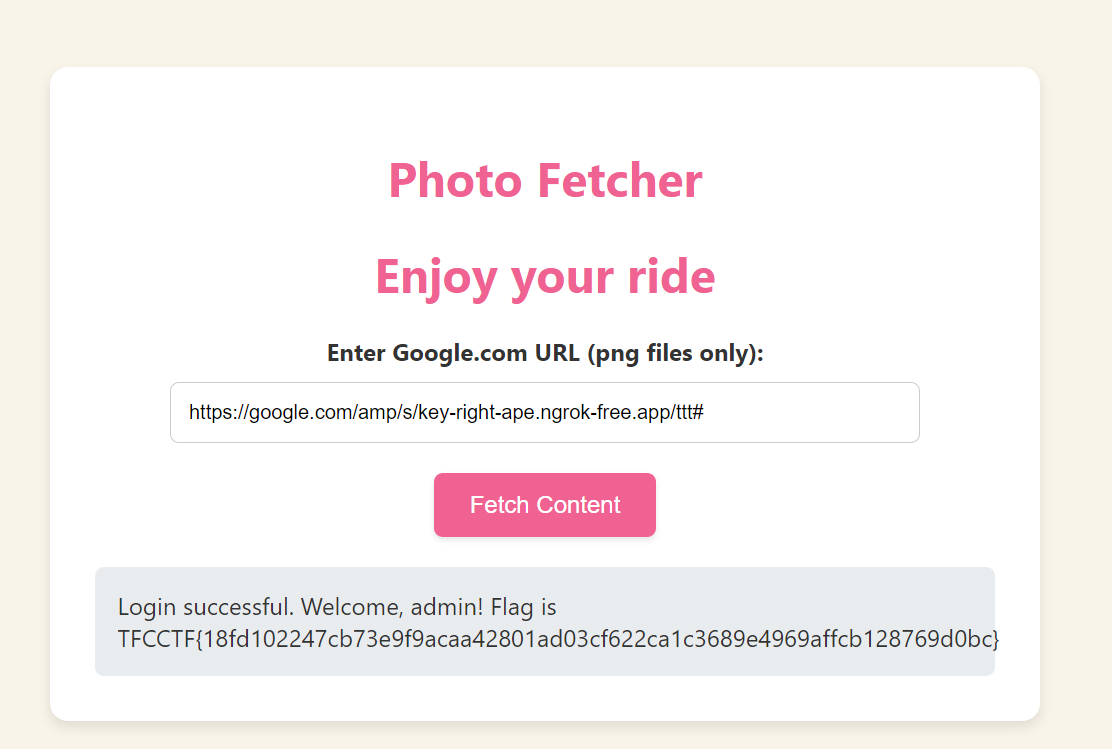 Photo Fetcher
Enjoy your ride
Enter Google.com URL (png files only):
https://google.com/amp/s/key-right-ape.ngrok-free.app/ttt#
Fetch Content
Login successful. Welcome, admin! Flag is
TFCCTF{18fd102247cb73e9f9acaa42801ad03cf622ca1c3689e4969affcb128769d0bc}